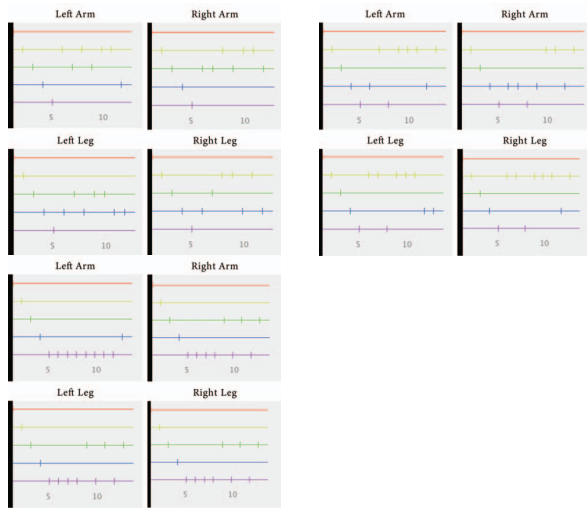 Left Arm Right Arm Left Arm Right Arm
5 10 5 10 5 10 5 10
Left Leg Right Leg Left Leg Right Leg
5 10 5 10 5 10 5 10
Left Arm Right Arm
5 10 5 10
Left Leg Right Leg
5 10 5 10